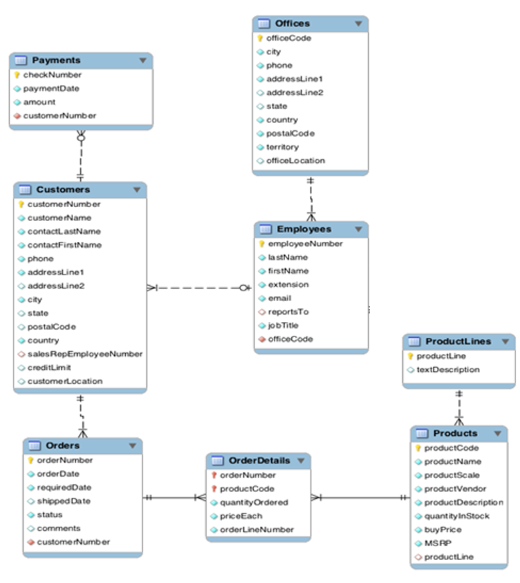 Offices
officeCode
city
phone
addressLine1
addressLine2
state
country
postalCode
territory
officeLocation
Payments
checkNumber
paymentDate
amount
customerNumber
Customers
customerNumber
customerName
contactLastName
contactFirstName
phone
addressLine1
addressLine2
city
state
postalCode
country
salesRepEmployeeNumber
creditLimit
customerLocation
Employees
employeeNumber
lastName
firstName
extension
email
reportsTo
jobTitle
officeCode
ProductLines
productLine
textDescription
Orders
orderNumber
orderDate
requiredDate
shippedDate
status
comments
customerNumber
OrderDetails
orderNumber
productCode
quantityOrdered
priceEach
orderLineNumber
Products
productCode
productName
productScale
productVendor
productDescription
quantityInStock
buyPrice
MSRP
productLine